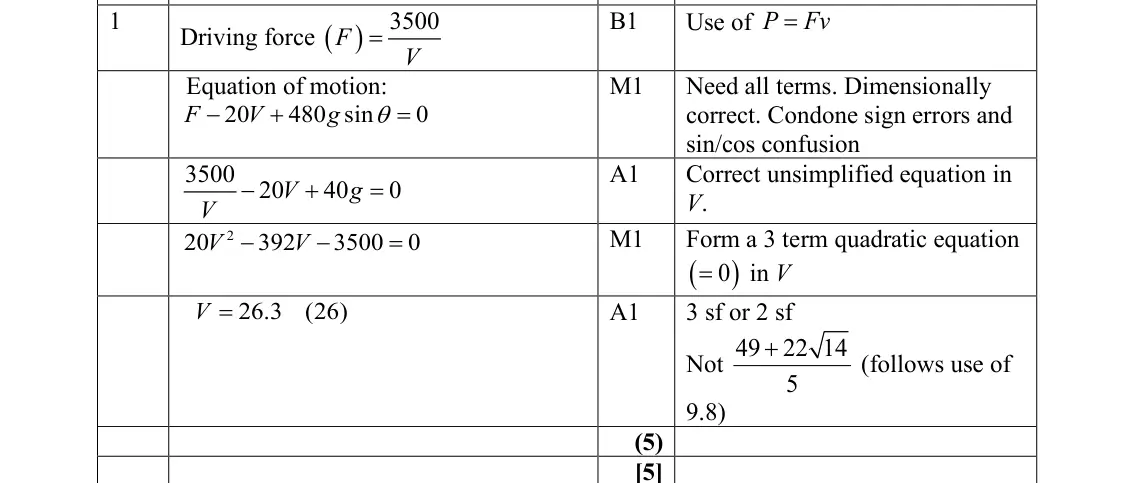 1 Driving force (F) = 3500/V B1 Use of P = Fv
Equation of motion: M1 Need all terms. Dimensionally
F − 20V + 480g sin θ = 0 correct. Condone sign errors and
sin/cos confusion
3500/V − 20V + 40g = 0 A1 Correct unsimplified equation in
V.
20V² − 392V − 3500 = 0 M1 Form a 3 term quadratic equation
(= 0) in V
V = 26.3 (26) A1 3 sf or 2 sf
Not (49 + 22√14)/5 (follows use of
9.8)
(5)
[5]